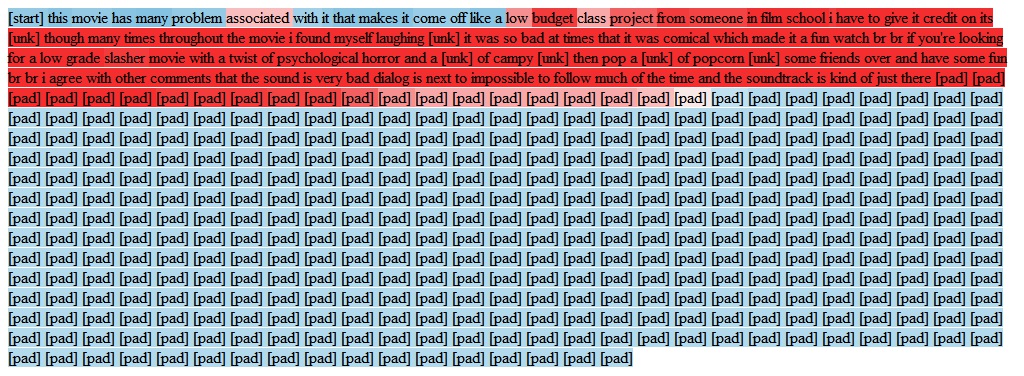 [start] this movie has many problem associated with it that makes it come off like a low budget class project from someone in film school i have to give it credit on its
[unk] though many times throughout the movie i found myself laughing [unk] it was so bad at times that it was comical which made it a fun watch br br if you're looking
for a low grade slasher movie with a twist of psychological horror and a [unk] of campy [unk] then pop a [unk] of popcorn [unk] some friends over and have some fun
br br i agree with other comments that the sound is very bad dialog is next to impossible to follow much of the time and the soundtrack is kind of just there [pad] [pad]
[pad] [pad] [pad] [pad] [pad] [pad] [pad] [pad] [pad] [pad] [pad] [pad] [pad] [pad] [pad] [pad] [pad] [pad] [pad] [pad] [pad] [pad] [pad] [pad] [pad] [pad] [pad]
[pad] [pad] [pad] [pad] [pad] [pad] [pad] [pad] [pad] [pad] [pad] [pad] [pad] [pad] [pad] [pad] [pad] [pad] [pad] [pad] [pad] [pad] [pad] [pad] [pad] [pad] [pad]
[pad] [pad] [pad] [pad] [pad] [pad] [pad] [pad] [pad] [pad] [pad] [pad] [pad] [pad] [pad] [pad] [pad] [pad] [pad] [pad] [pad] [pad] [pad] [pad] [pad] [pad] [pad]
[pad] [pad] [pad] [pad] [pad] [pad] [pad] [pad] [pad] [pad] [pad] [pad] [pad] [pad] [pad] [pad] [pad] [pad] [pad] [pad] [pad] [pad] [pad] [pad] [pad] [pad] [pad]
[pad] [pad] [pad] [pad] [pad] [pad] [pad] [pad] [pad] [pad] [pad] [pad] [pad] [pad] [pad] [pad] [pad] [pad] [pad] [pad] [pad] [pad] [pad] [pad] [pad] [pad] [pad]
[pad] [pad] [pad] [pad] [pad] [pad] [pad] [pad] [pad] [pad] [pad] [pad] [pad] [pad] [pad] [pad] [pad] [pad] [pad] [pad] [pad] [pad] [pad] [pad] [pad] [pad] [pad]
[pad] [pad] [pad] [pad] [pad] [pad] [pad] [pad] [pad] [pad] [pad] [pad] [pad] [pad] [pad] [pad] [pad] [pad] [pad] [pad] [pad] [pad] [pad] [pad] [pad] [pad] [pad]
[pad] [pad] [pad] [pad] [pad] [pad] [pad] [pad] [pad] [pad] [pad] [pad] [pad] [pad] [pad] [pad] [pad] [pad] [pad] [pad] [pad] [pad] [pad] [pad] [pad] [pad] [pad]
[pad] [pad] [pad] [pad] [pad] [pad] [pad] [pad] [pad] [pad] [pad] [pad] [pad] [pad] [pad] [pad] [pad] [pad] [pad] [pad] [pad] [pad] [pad] [pad] [pad] [pad] [pad]
[pad] [pad] [pad] [pad] [pad] [pad] [pad] [pad] [pad] [pad] [pad] [pad] [pad] [pad] [pad] [pad] [pad] [pad] [pad] [pad] [pad] [pad] [pad] [pad] [pad] [pad] [pad]
[pad] [pad] [pad] [pad] [pad] [pad] [pad] [pad] [pad] [pad] [pad] [pad] [pad] [pad] [pad] [pad] [pad] [pad] [pad] [pad] [pad] [pad] [pad] [pad] [pad] [pad] [pad]
[pad] [pad] [pad] [pad] [pad] [pad] [pad] [pad] [pad] [pad] [pad] [pad] [pad] [pad] [pad] [pad] [pad] [pad] [pad] [pad] [pad] [pad] [pad] [pad] [pad] [pad] [pad]
[pad] [pad] [pad] [pad] [pad] [pad] [pad] [pad] [pad] [pad] [pad] [pad] [pad] [pad] [pad] [pad] [pad] [pad] [pad] [pad] [pad] [pad] [pad] [pad] [pad] [pad] [pad]
[pad] [pad] [pad] [pad] [pad] [pad] [pad] [pad] [pad] [pad] [pad] [pad] [pad] [pad] [pad] [pad] [pad]